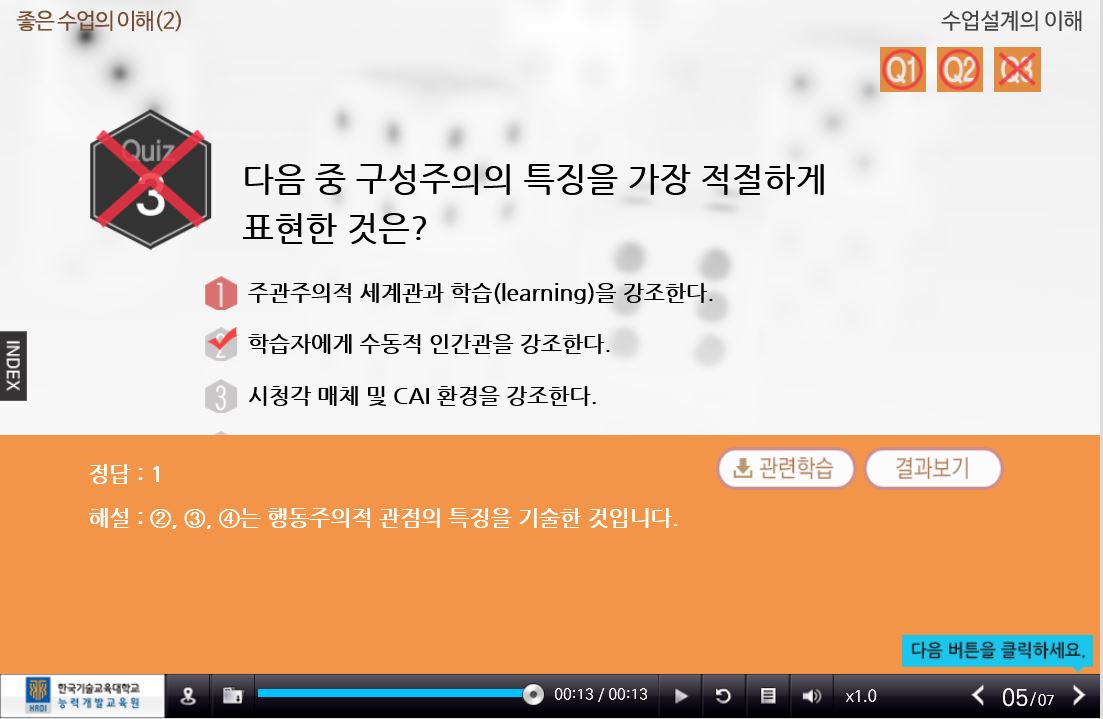 좋은 수업의 이해(2)
수업설계의 이해
Q1 Q2 Q3
Quiz
3
다음 중 구성주의의 특징을 가장 적절하게
표현한 것은?
1 주관주의적 세계관과 학습(learning)을 강조한다.
2 학습자에게 수동적 인간관을 강조한다.
3 시청각 매체 및 CAI 환경을 강조한다.
INDEX
정답 : 1
관련학습
결과보기
해설 : ②, ③, ④는 행동주의적 관점의 특징을 기술한 것입니다.
다음 버튼을 클릭하세요.
HRDI
한국기술교육대학교
능력개발교육원
00:13 / 00:13
x1.0
05/07